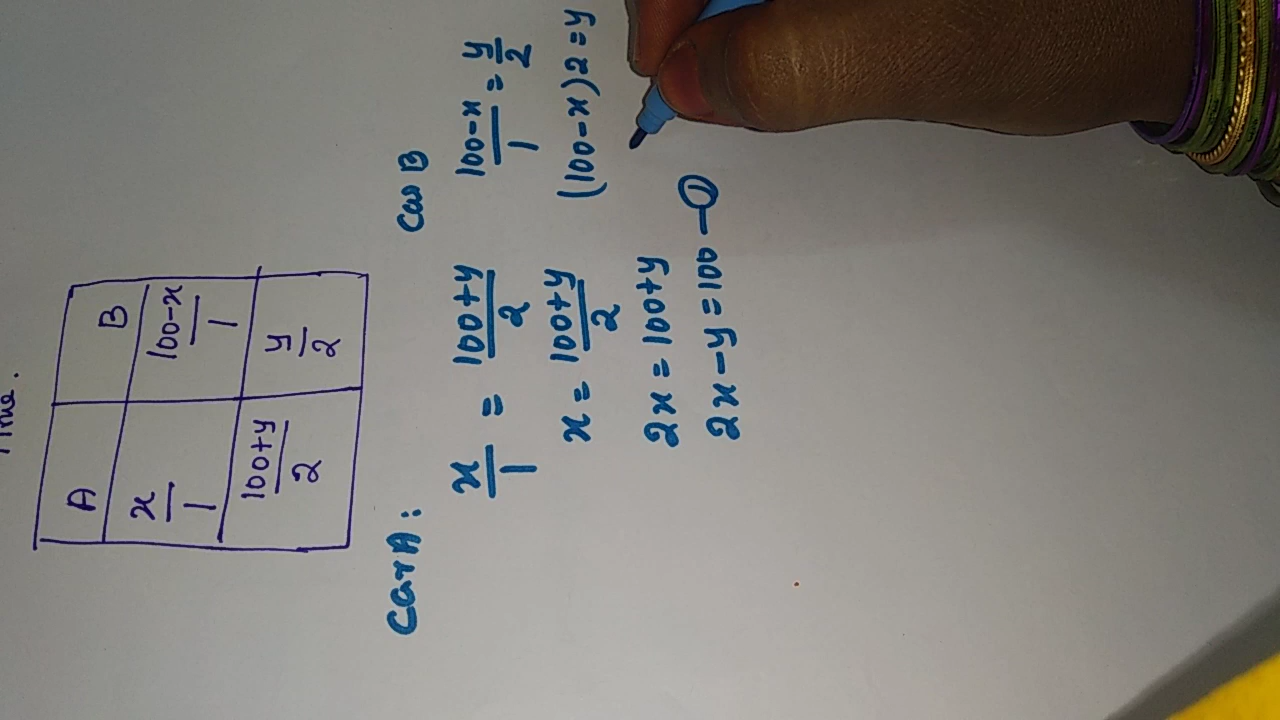 Time.
A B
x/1 100-x/1
100+y/2 y/2
Car A:
x/1 = 100+y/2
x = 100+y/2
2x = 100+y
2x-y=100-①
Car B
100-x/1 = y/2
(100-x)2=y